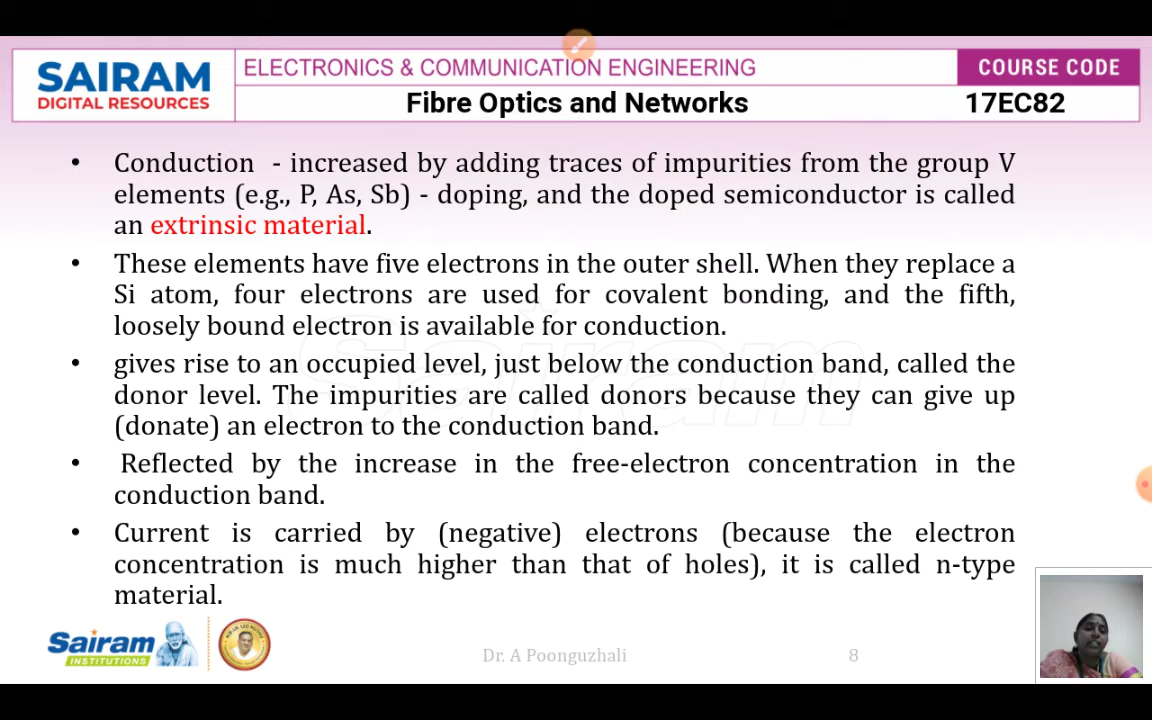 SAIRAM
DIGITAL RESOURCES
ELECTRONICS & COMMUNICATION ENGINEERING
COURSE CODE
Fibre Optics and Networks
17EC82
• Conduction - increased by adding traces of impurities from the group V
elements (e.g., P, As, Sb) - doping, and the doped semiconductor is called
an extrinsic material.
• These elements have five electrons in the outer shell. When they replace a
Si atom, four electrons are used for covalent bonding, and the fifth,
loosely bound electron is available for conduction.
• gives rise to an occupied level, just below the conduction band, called the
donor level. The impurities are called donors because they can give up
(donate) an electron to the conduction band.
• Reflected by the increase in the free-electron concentration in the
conduction band.
• Current is carried by (negative) electrons (because the electron
concentration is much higher than that of holes), it is called n-type
material.
Sairam
Sairam
INSTITUTIONS
Dr. A Poonguzhali
8